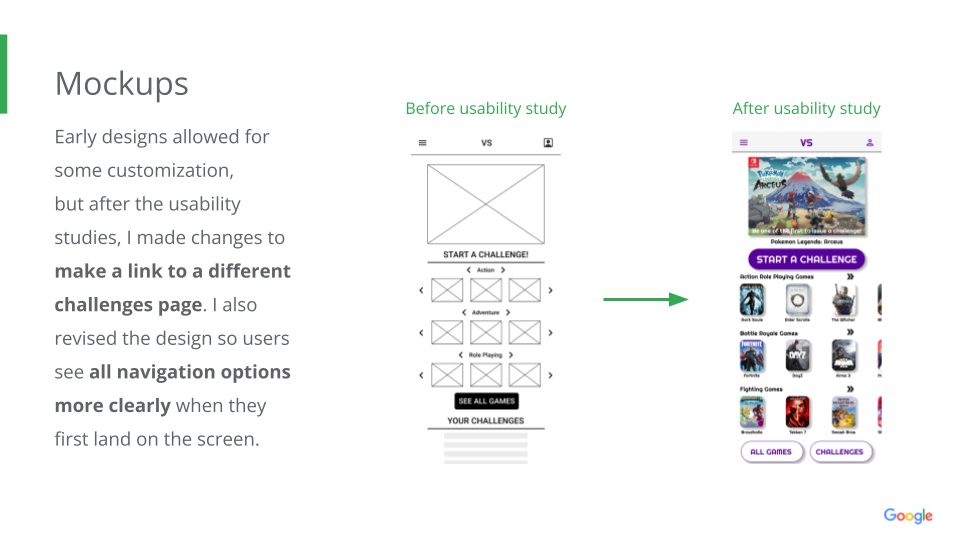 Mockups
Early designs allowed for
some customization,
but after the usability
studies, I made changes to
make a link to a different
challenges page. I also
revised the design so users
see all navigation options
more clearly when they
first land on the screen.
Before usability study
VS
START A CHALLENGE!
Action
Adventure
Role Playing
SEE ALL GAMES
YOUR CHALLENGES
After usability study
VS
POKÉMON
LEGENDS
ARCEUS
Be one of the first to issue a challenge!
Pokemon Legends: Arceus
START A CHALLENGE
Action Role Playing Games
Dark Souls
Elder Scrolls
The Witcher
Battle Royale Games
FORTNITE
DAYZ
Fortnite
DayZ
Arma 3
Fighting Games
Brawlhalla
Tekken 7
Smash Bros
ALL GAMES
CHALLENGES
Google